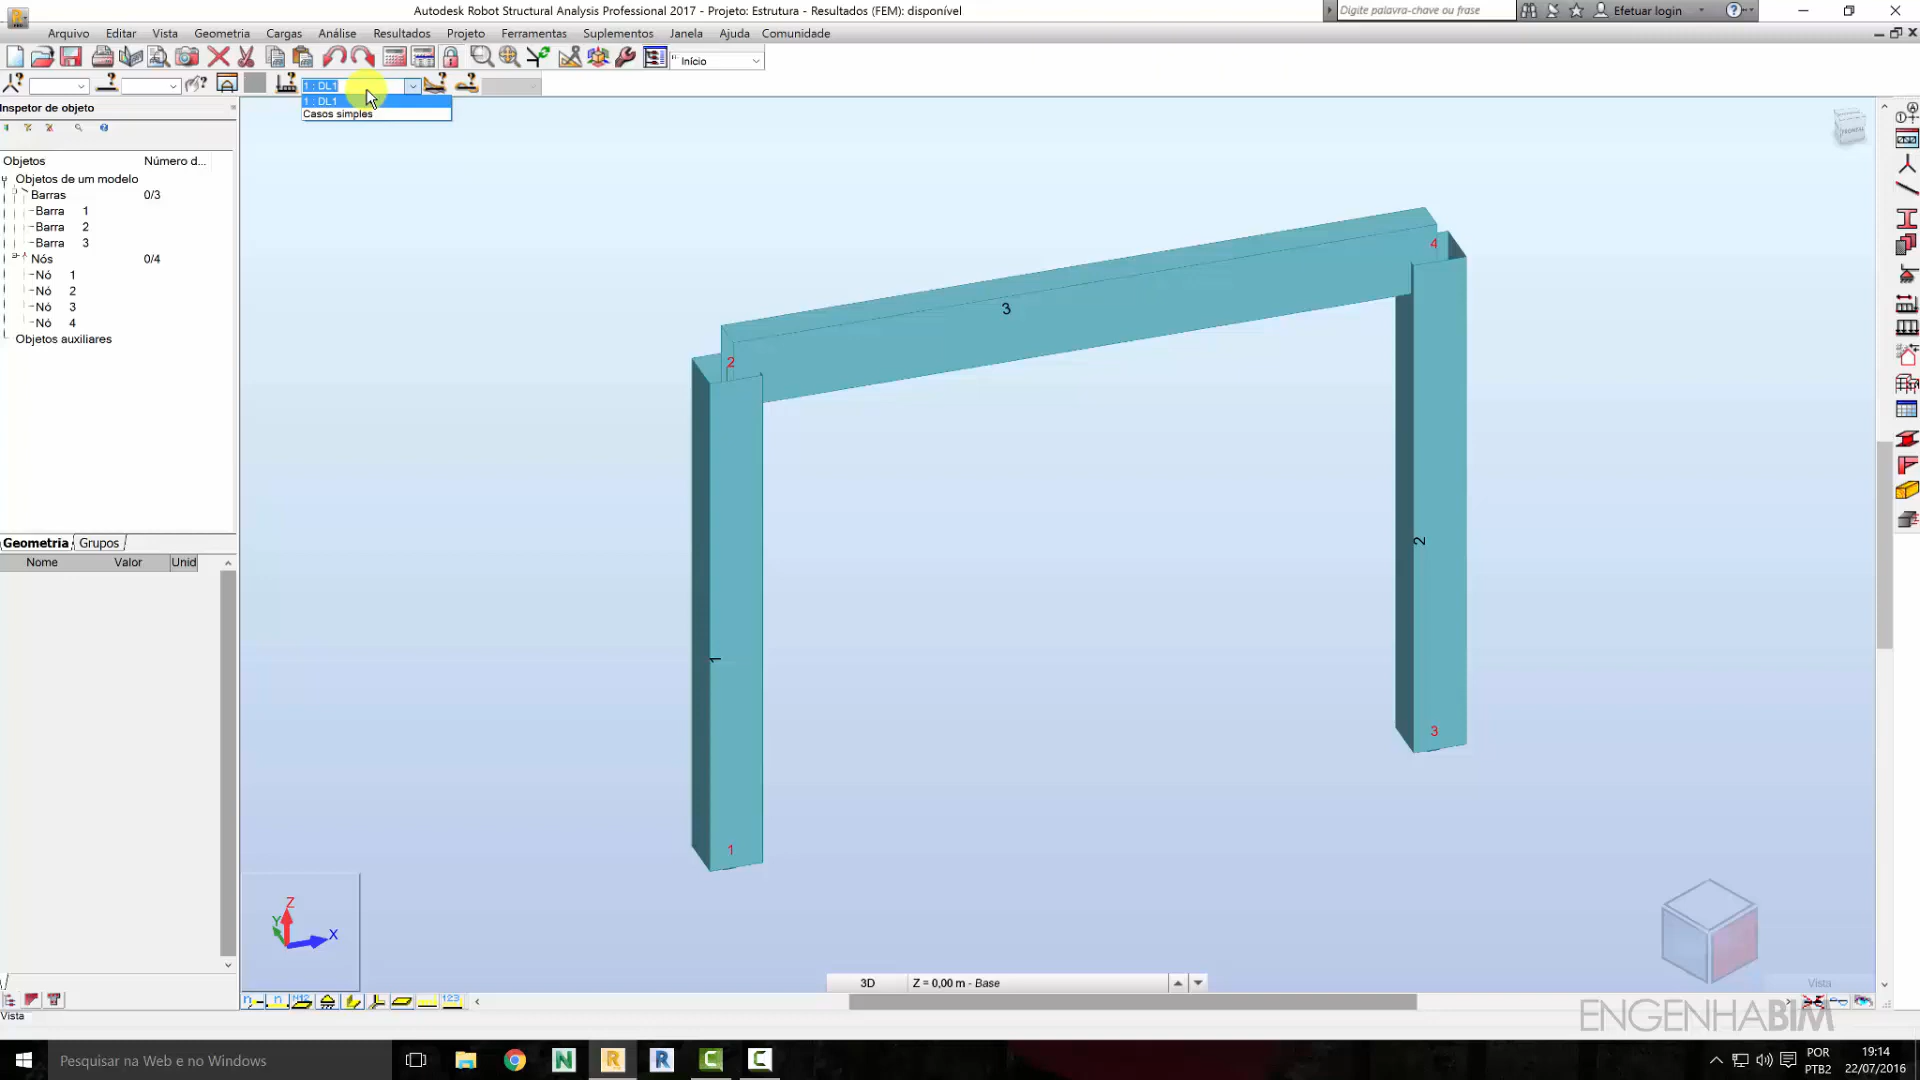 Autodesk Robot Structural Analysis Professional 2017 - Projeto: Estrutura - Resultados (FEM): disponível
Digite palavra-chave ou frase
Efetuar login
Arquivo Editar Vista Geometria Cargas Análise Resultados Projeto Ferramentas Suplementos Janela Ajuda Comunidade
Início
1 : DL1
1 : DL1
Casos simples
Inspetor de objeto
Objetos Número d...
Objetos de um modelo
Barras 0/3
Barra 1
Barra 2
Barra 3
Nós 0/4
Nó 1
Nó 2
Nó 3
Nó 4
Objetos auxiliares
Geometria Grupos
Nome Valor Unid
FRONTAL
4
3
2
2
1
3
1
Z
Y
X
3D Z = 0,00 m - Base
Vista
Vista
ENGENHABIM
Pesquisar na Web e no Windows
POR
PTB2
19:14
22/07/2016